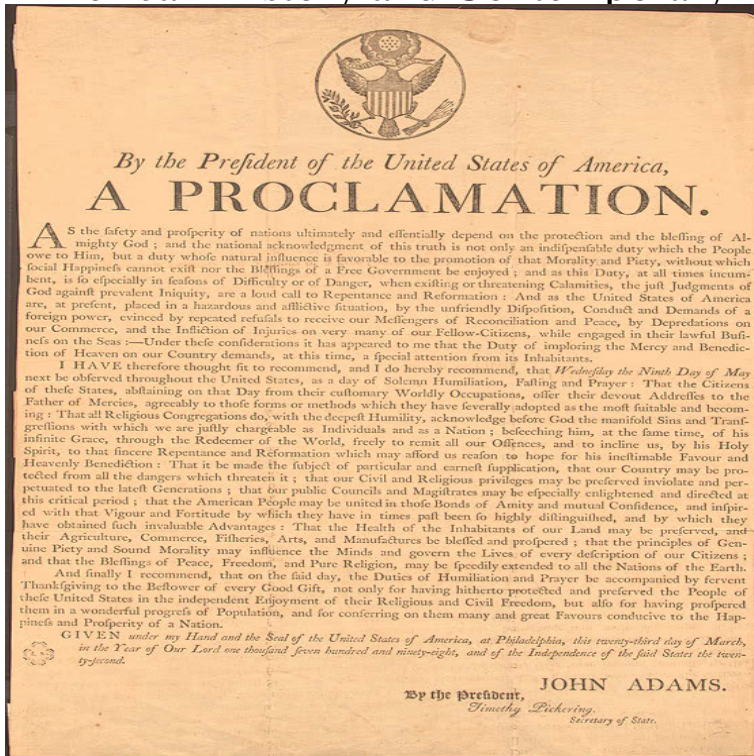 By the Preſident of the United States of America,
A PROCLAMATION.
AS the ſafety and proſperity of nations ultimately and eſſentially depend on the protection and the bleſſing of Al-
mighty God ; and the national acknowledgment of this truth is not only an indiſpenſable duty which the People
owe to Him, but a duty whoſe natural influence is favorable to the promotion of that Morality and Piety, without which
ſocial Happineſs cannot exiſt nor the Bleſſings of a Free Government be enjoyed ; and as this Duty, at all times incum-
bent, is ſo eſpecially in ſeaſons of Difficulty or of Danger, when exiſting or threatening Calamities, the juſt Judgments of
God againſt prevalent Iniquity, are a loud call to Repentance and Reformation : And as the United States of America
are, at preſent, placed in a hazardous and afflictive ſituation, by the unfriendly Diſpoſition, Conduct and Demands of a
foreign power, evinced by repeated refuſals to receive our Meſſengers of Reconciliation and Peace, by Depredations on
our Commerce, and the Infliction of Injuries on very many of our Fellow-Citizens, while engaged in their lawful Buſi-
neſs on the Seas :—Under theſe conſiderations it has appeared to me that the Duty of imploring the Mercy and Benedic-
tion of Heaven on our Country demands, at this time, a ſpecial attention from its Inhabitants.
I HAVE therefore thought fit to recommend, and I do hereby recommend, that Wedneſday the Ninth Day of May
next be obſerved throughout the United States, as a day of Solemn Humiliation, Faſting and Prayer : That the Citizens
of theſe States, abſtaining on that Day from their cuſtomary Worldly Occupations, offer their devout Addreſſes to the
Father of Mercies, agreeably to thoſe forms or methods which they have ſeverally adopted as the moſt ſuitable and becom-
ing : That all Religious Congregations do, with the deepeſt Humility, acknowledge before God the manifold Sins and Tranſ-
greſſions with which we are juſtly chargeable as Individuals and as a Nation ; beſeeching him, at the ſame time, of his
infinite Grace, through the Redeemer of the World, freely to remit all our Offences, and to incline us, by his Holy
Spirit, to that ſincere Repentance and Reformation which may afford us reaſon to hope for his ineſtimable Favour and
Heavenly Benediction : That it be made the ſubject of particular and earneſt ſupplication, that our Country may be pro-
tected from all the dangers which threaten it ; that our Civil and Religious privileges may be preſerved inviolate and per-
petuated to the lateſt Generations ; that our public Councils and Magiſtrates may be eſpecially enlightened and directed at
this critical period ; that the American People may be united in thoſe Bonds of Amity and mutual Confidence, and inſpir-
ed with that Vigour and Fortitude by which they have in times paſt been ſo highly diſtinguiſhed, and by which they
have obtained ſuch invaluable Advantages : That the Health of the Inhabitants of our Land may be preſerved, and
their Agriculture, Commerce, Fiſheries, Arts, and Manufactures be bleſſed and proſpered ; that the principles of Gen-
uine Piety and Sound Morality may influence the Minds and govern the Lives of every deſcription of our Citizens ;
and that the Bleſſings of Peace, Freedom, and Pure Religion, may be ſpeedily extended to all the Nations of the Earth.
And finally I recommend, that on the ſaid day, the Duties of Humiliation and Prayer be accompanied by fervent
Thankſgiving to the Beſtower of every Good Gift, not only for having hitherto protected and preſerved the People of
theſe United States in the independent Enjoyment of their Religious and Civil Freedom, but alſo for having proſpered
them in a wonderful progreſs of Population, and for conferring on them many and great Favours conducive to the Hap-
pineſs and Proſperity of a Nation.
GIVEN under my Hand and the Seal of the United States of America, at Philadelphia, this twenty-third day of March,
in the Year of Our Lord one thouſand ſeven hundred and ninety-eight, and of the Independence of the ſaid States the twen-
ty-ſecond.
JOHN ADAMS.
By the Preſident,
Timothy Pickering.
Secretary of State.